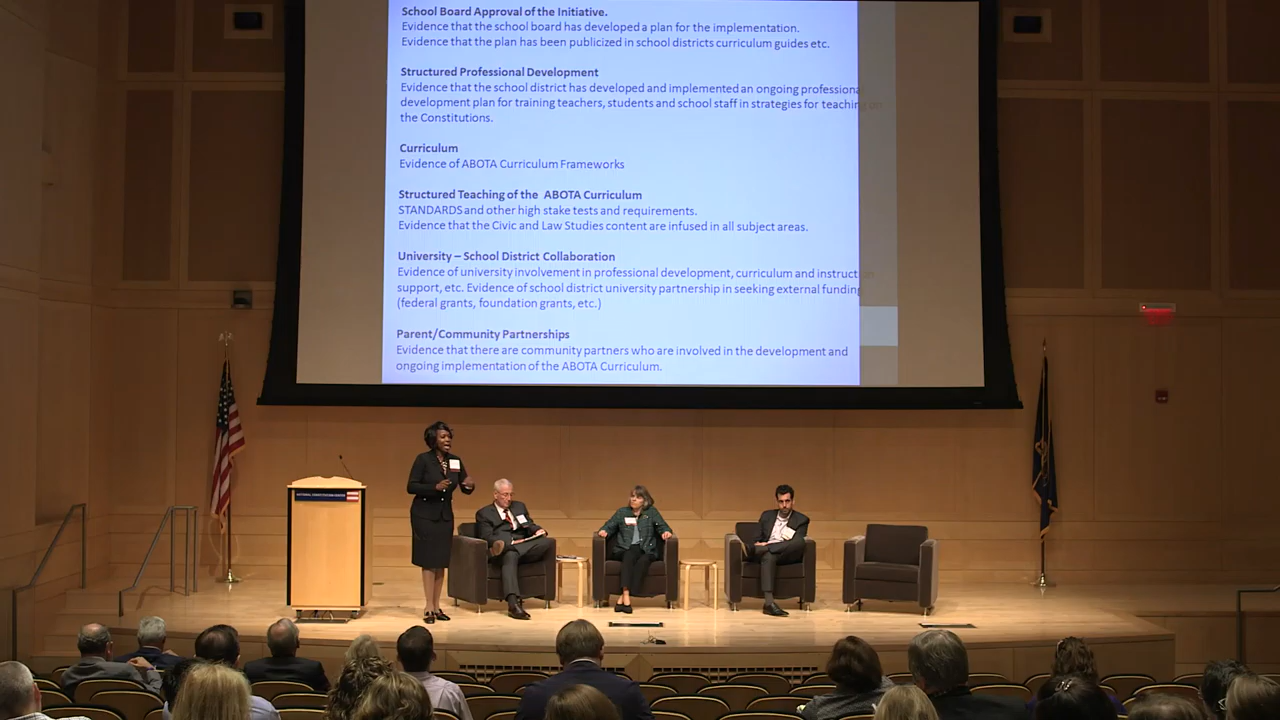 School Board Approval of the Initiative.
Evidence that the school board has developed a plan for the implementation.
Evidence that the plan has been publicized in school districts curriculum guides etc.
Structured Professional Development
Evidence that the school district has developed and implemented an ongoing professional
development plan for training teachers, students and school staff in strategies for teaching on
the Constitutions.
Curriculum
Evidence of ABOTA Curriculum Frameworks
Structured Teaching of the ABOTA Curriculum
STANDARDS and other high stake tests and requirements.
Evidence that the Civic and Law Studies content are infused in all subject areas.
University – School District Collaboration
Evidence of university involvement in professional development, curriculum and instruction
support, etc. Evidence of school district university partnership in seeking external funding
(federal grants, foundation grants, etc.)
Parent/Community Partnerships
Evidence that there are community partners who are involved in the development and
ongoing implementation of the ABOTA Curriculum.
NATIONAL CONSTITUTION CENTER